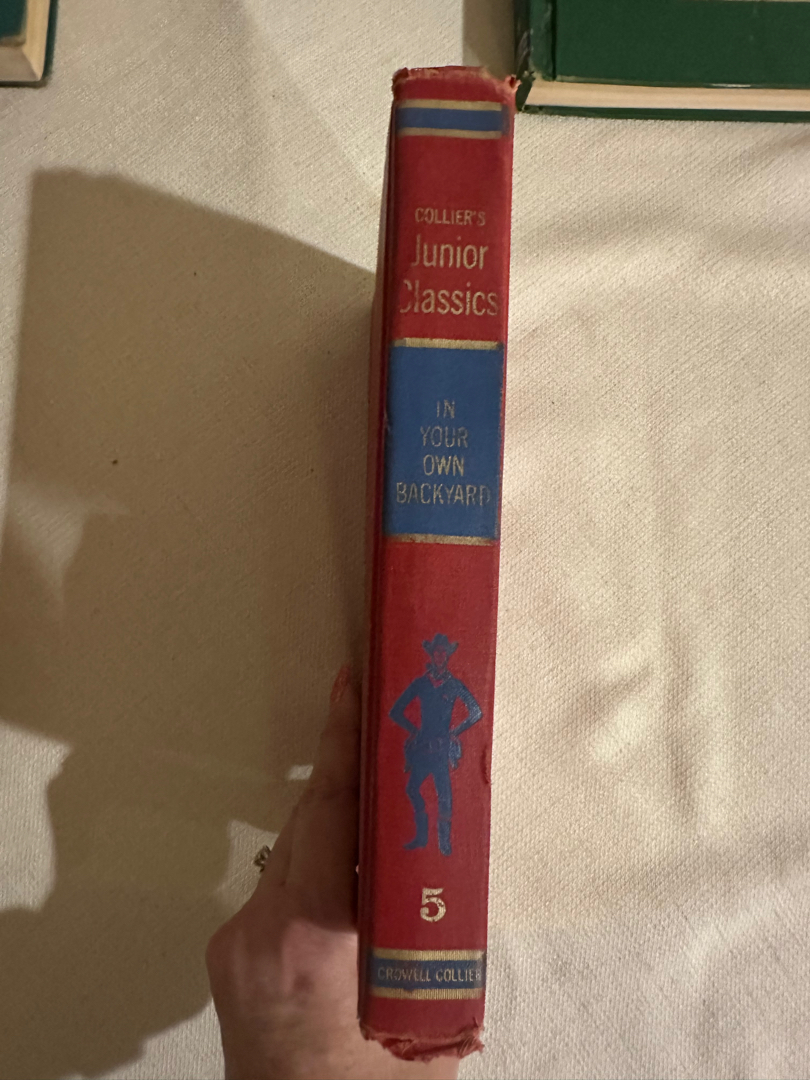 COLLIER'S
Junior
Classics
IN
YOUR
OWN
BACKYARD
5
CROWELL COLLIER